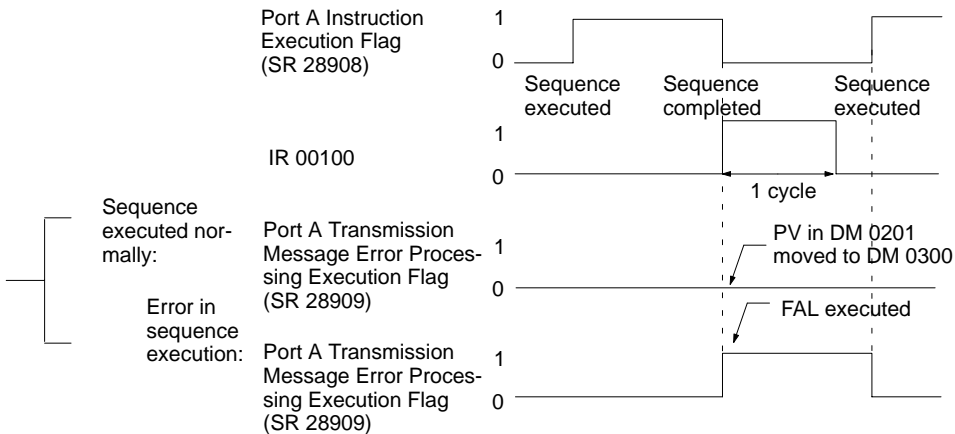 Port A Instruction
Execution Flag
(SR 28908)
1
0
Sequence
executed
Sequence
completed
Sequence
executed
IR 00100
1
0
1 cycle
Sequence
executed nor-
mally:
Port A Transmission
Message Error Proces-
sing Execution Flag
(SR 28909)
1
0
PV in DM 0201
moved to DM 0300
Error in
sequence
execution:
Port A Transmission
Message Error Proces-
sing Execution Flag
(SR 28909)
1
0
FAL executed